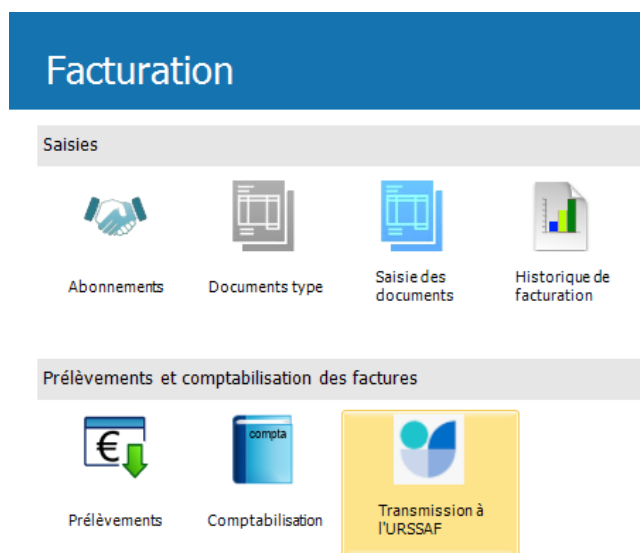 Facturation
Saisies
Abonnements
Documents type
Saisie des
documents
Historique de
facturation
Prélèvements et comptabilisation des factures
€
compta
Prélèvements
Comptabilisation
Transmission à
l'URSSAF